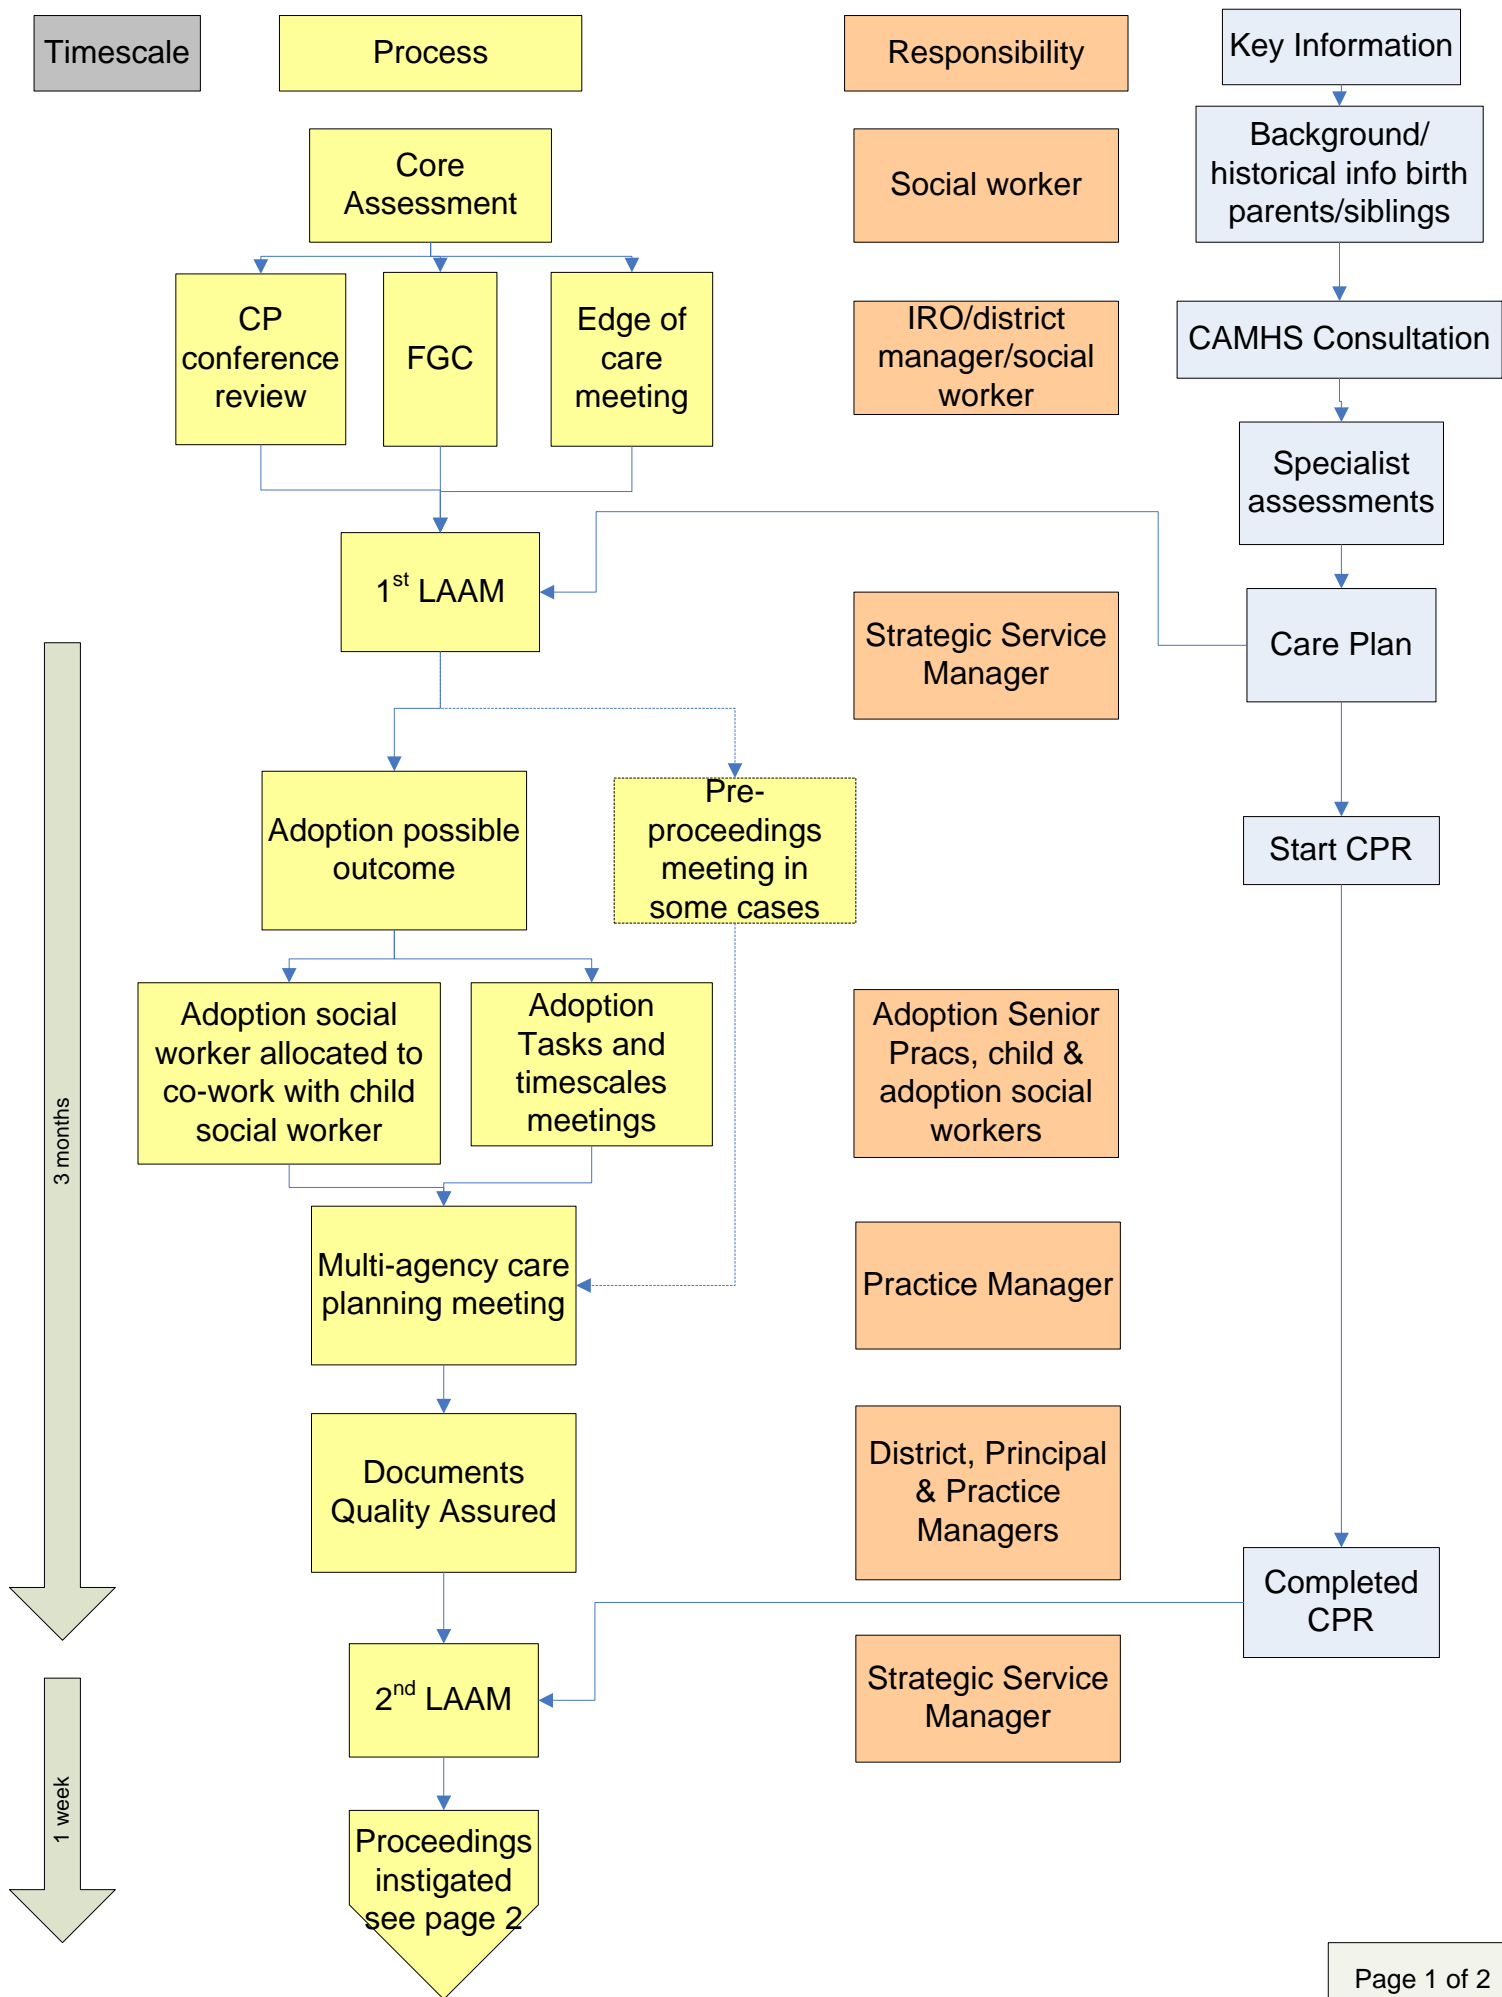 Timescale
Process
Responsibility
Key Information
Core
Assessment
Social worker
Background/
historical info birth
parents/siblings
CP
conference
review
FGC
Edge of
care
meeting
IRO/district
manager/social
worker
CAMHS Consultation
Specialist
assessments
1st LAAM
Strategic Service
Manager
Care Plan
3 months
Adoption possible
outcome
Pre-
proceedings
meeting in
some cases
Start CPR
Adoption social
worker allocated to
co-work with child
social worker
Adoption
Tasks and
timescales
meetings
Adoption Senior
Pracs, child &
adoption social
workers
Multi-agency care
planning meeting
Practice Manager
Documents
Quality Assured
District, Principal
& Practice
Managers
Completed
CPR
2nd LAAM
Strategic Service
Manager
1 week
Proceedings
instigated
see page 2
Page 1 of 2